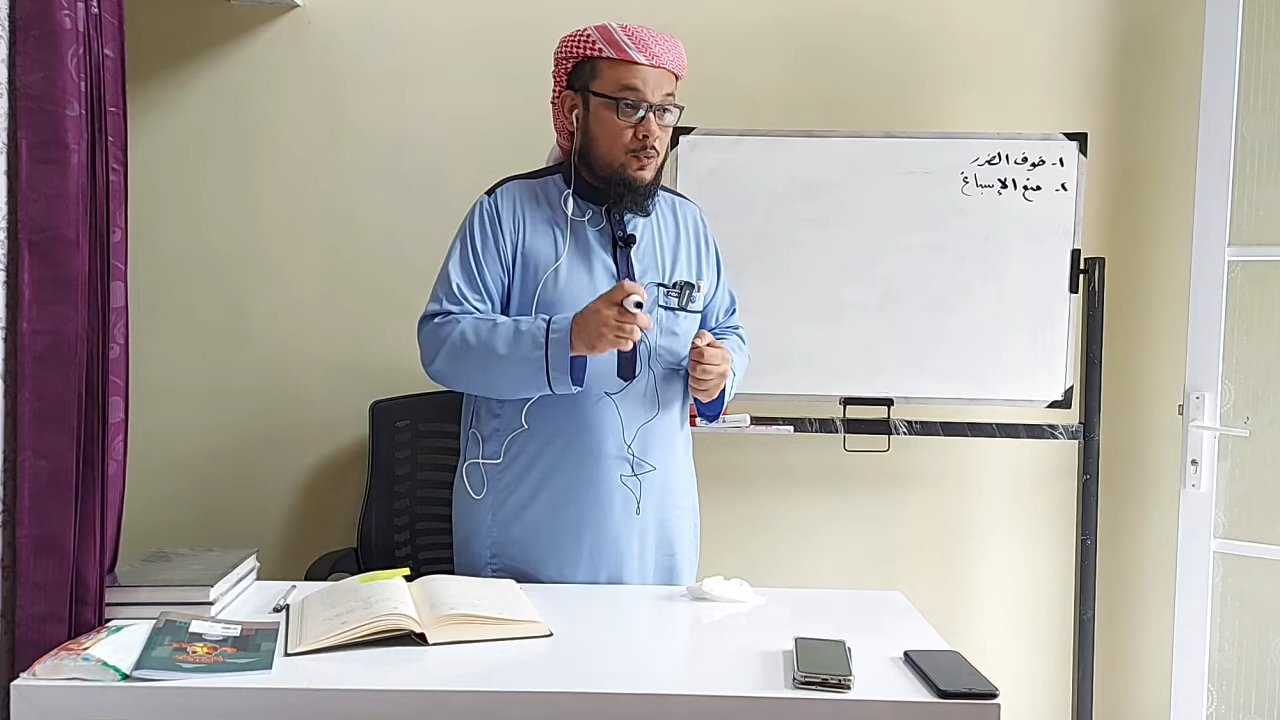 ١- خوف الضرر
٢- منع الإسباغ